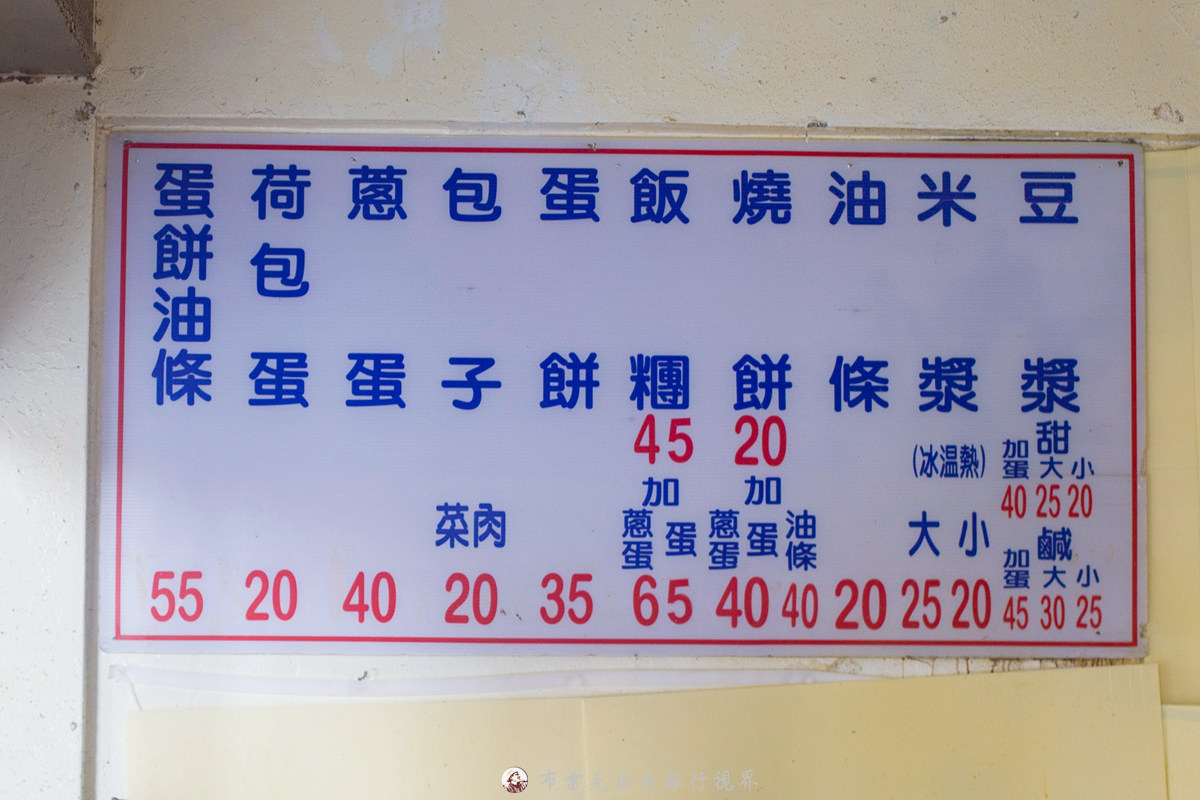 豆漿
甜
加蛋 大 小
40 25 20
鹹
加蛋 大 小
45 30 25
米漿
(冰温熱)
大 小
25 20
油條
20
燒餅
20
加
蔥蛋 蛋 油條
40 40
飯糰
45
加
蔥蛋 蛋
65
蛋餅
35
包子
菜肉
20
蔥蛋
40
荷包蛋
20
蛋餅油條
55
行視界